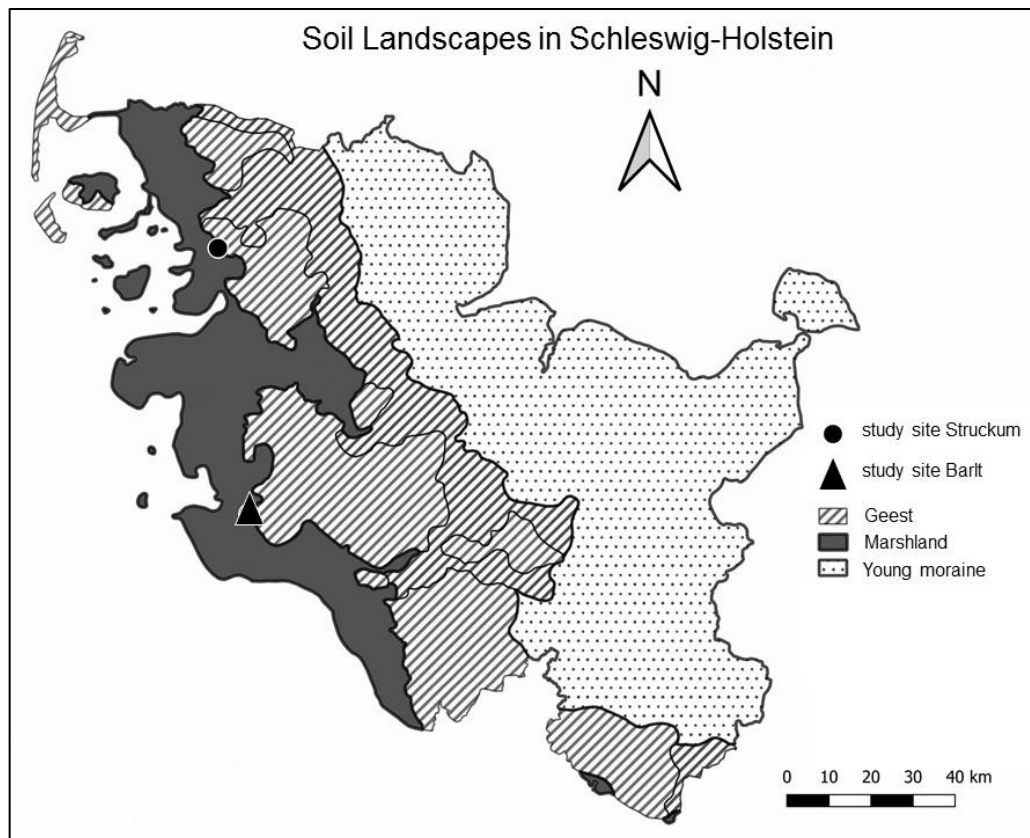 Soil Landscapes in Schleswig-Holstein
N
study site Struckum
study site Barlt
Geest
Marshland
Young moraine
0 10 20 30 40 km